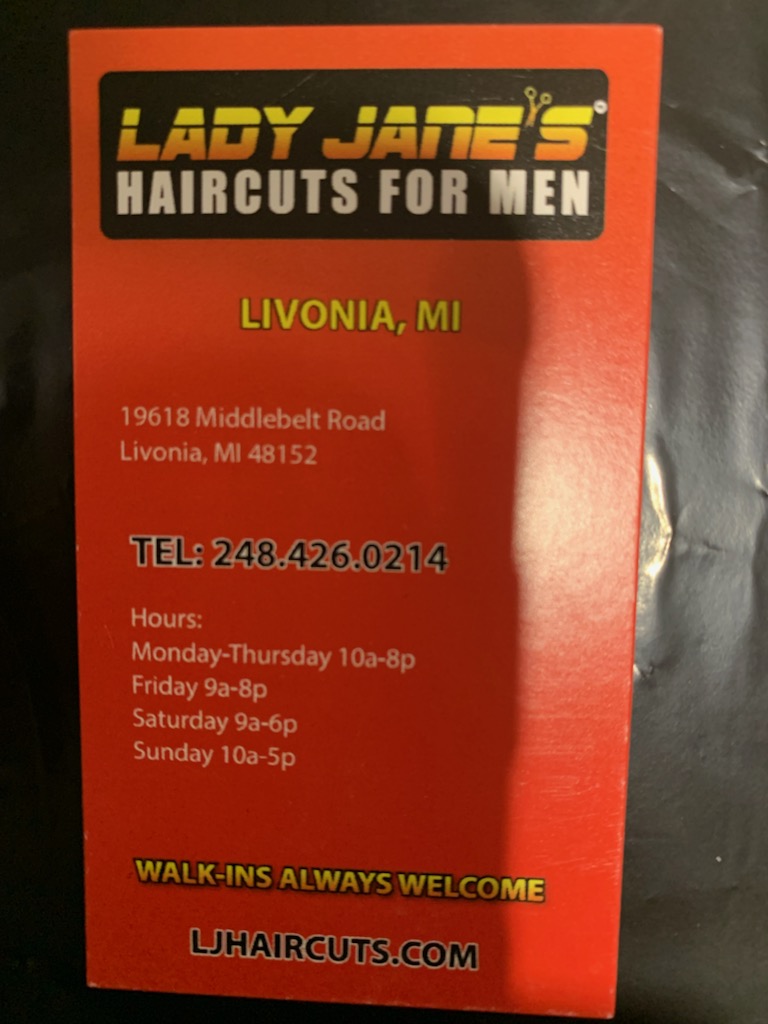 LADY JANE'S
HAIRCUTS FOR MEN
LIVONIA, MI
19618 Middlebelt Road
Livonia, MI 48152
TEL: 248.426.0214
Hours:
Monday-Thursday 10a-8p
Friday 9a-8p
Saturday 9a-6p
Sunday 10a-5p
WALK-INS ALWAYS WELCOME
LJHAIRCUTS.COM